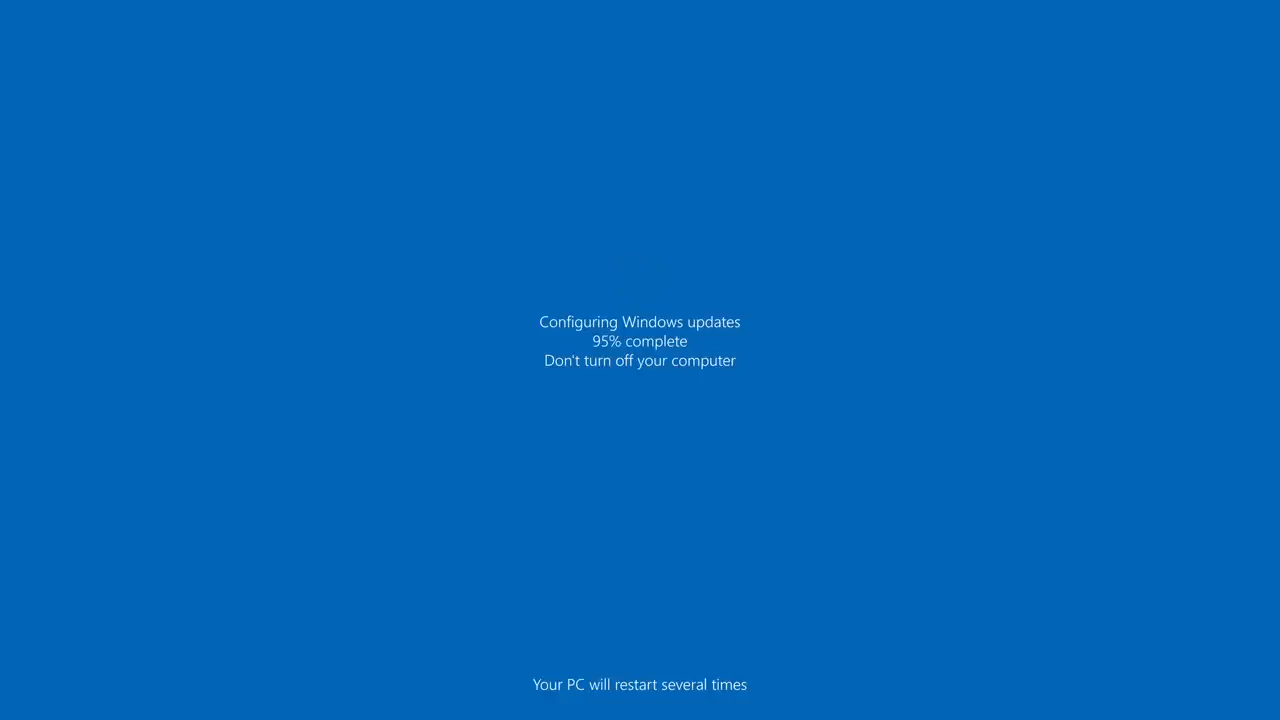 Configuring Windows updates
95% complete
Don't turn off your computer
Your PC will restart several times